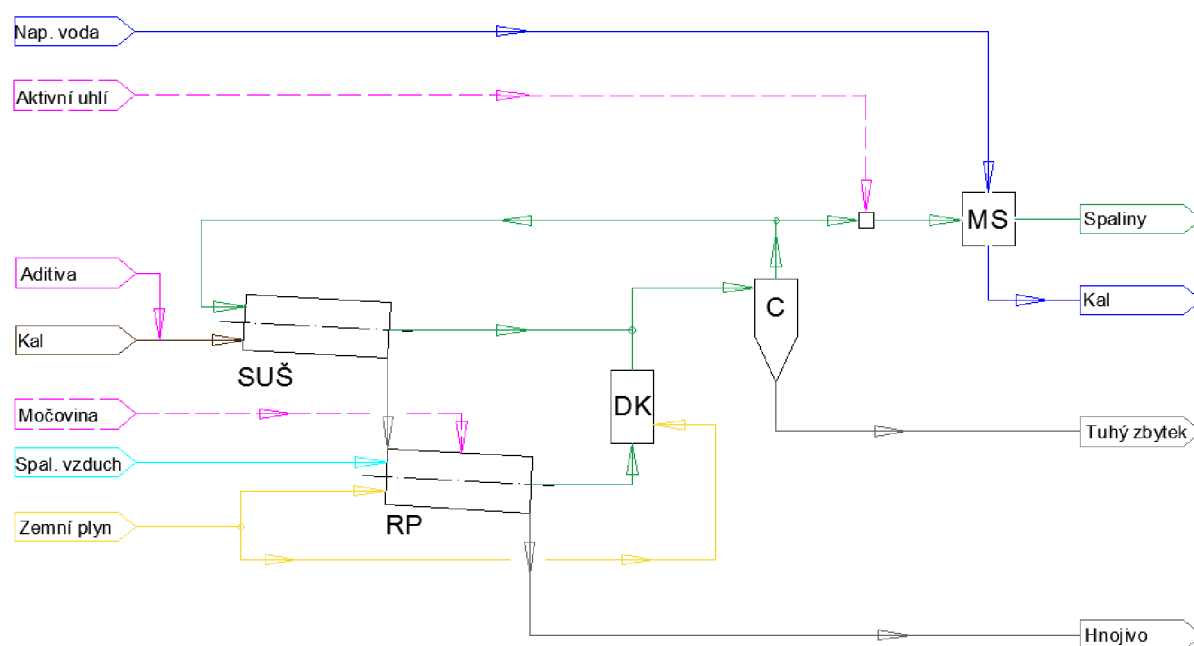 Nap. voda
Aktivní uhlí
MS
Spaliny
Aditiva
C
Kal
Kal
SUŠ
DK
Močovina
Tuhý zbytek
Spal. vzduch
RP
Zemní plyn
Hnojivo